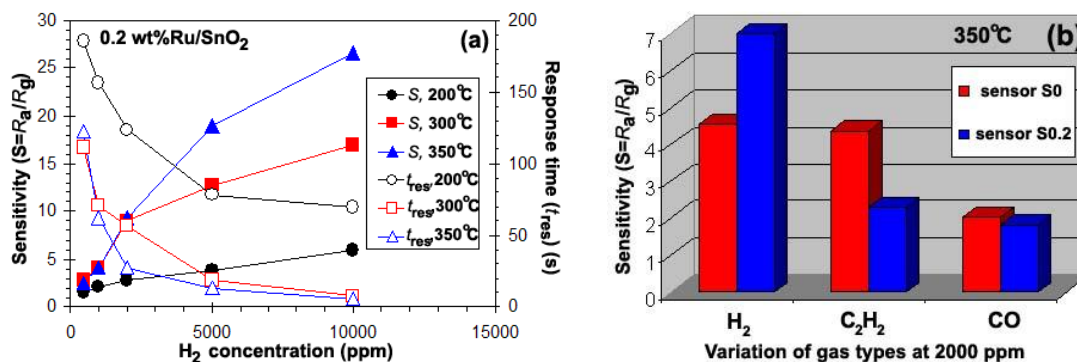 0.2 wt%Ru/SnO₂
(a)
Sensitivity (S=Ra/Rg)
30
25
20
15
10
5
0
S, 200°C
S, 300°C
S, 350°C
tres, 200°C
tres, 300°C
tres, 350°C
200
150
100
50
0
Response time (tres) (s)
0 5000 10000 15000
H₂ concentration (ppm)
350°C
(b)
Sensitivity (S=Ra/Rg)
7
6
5
4
3
2
1
0
sensor S0
sensor S0.2
H₂ C₂H₂ CO
Variation of gas types at 2000 ppm